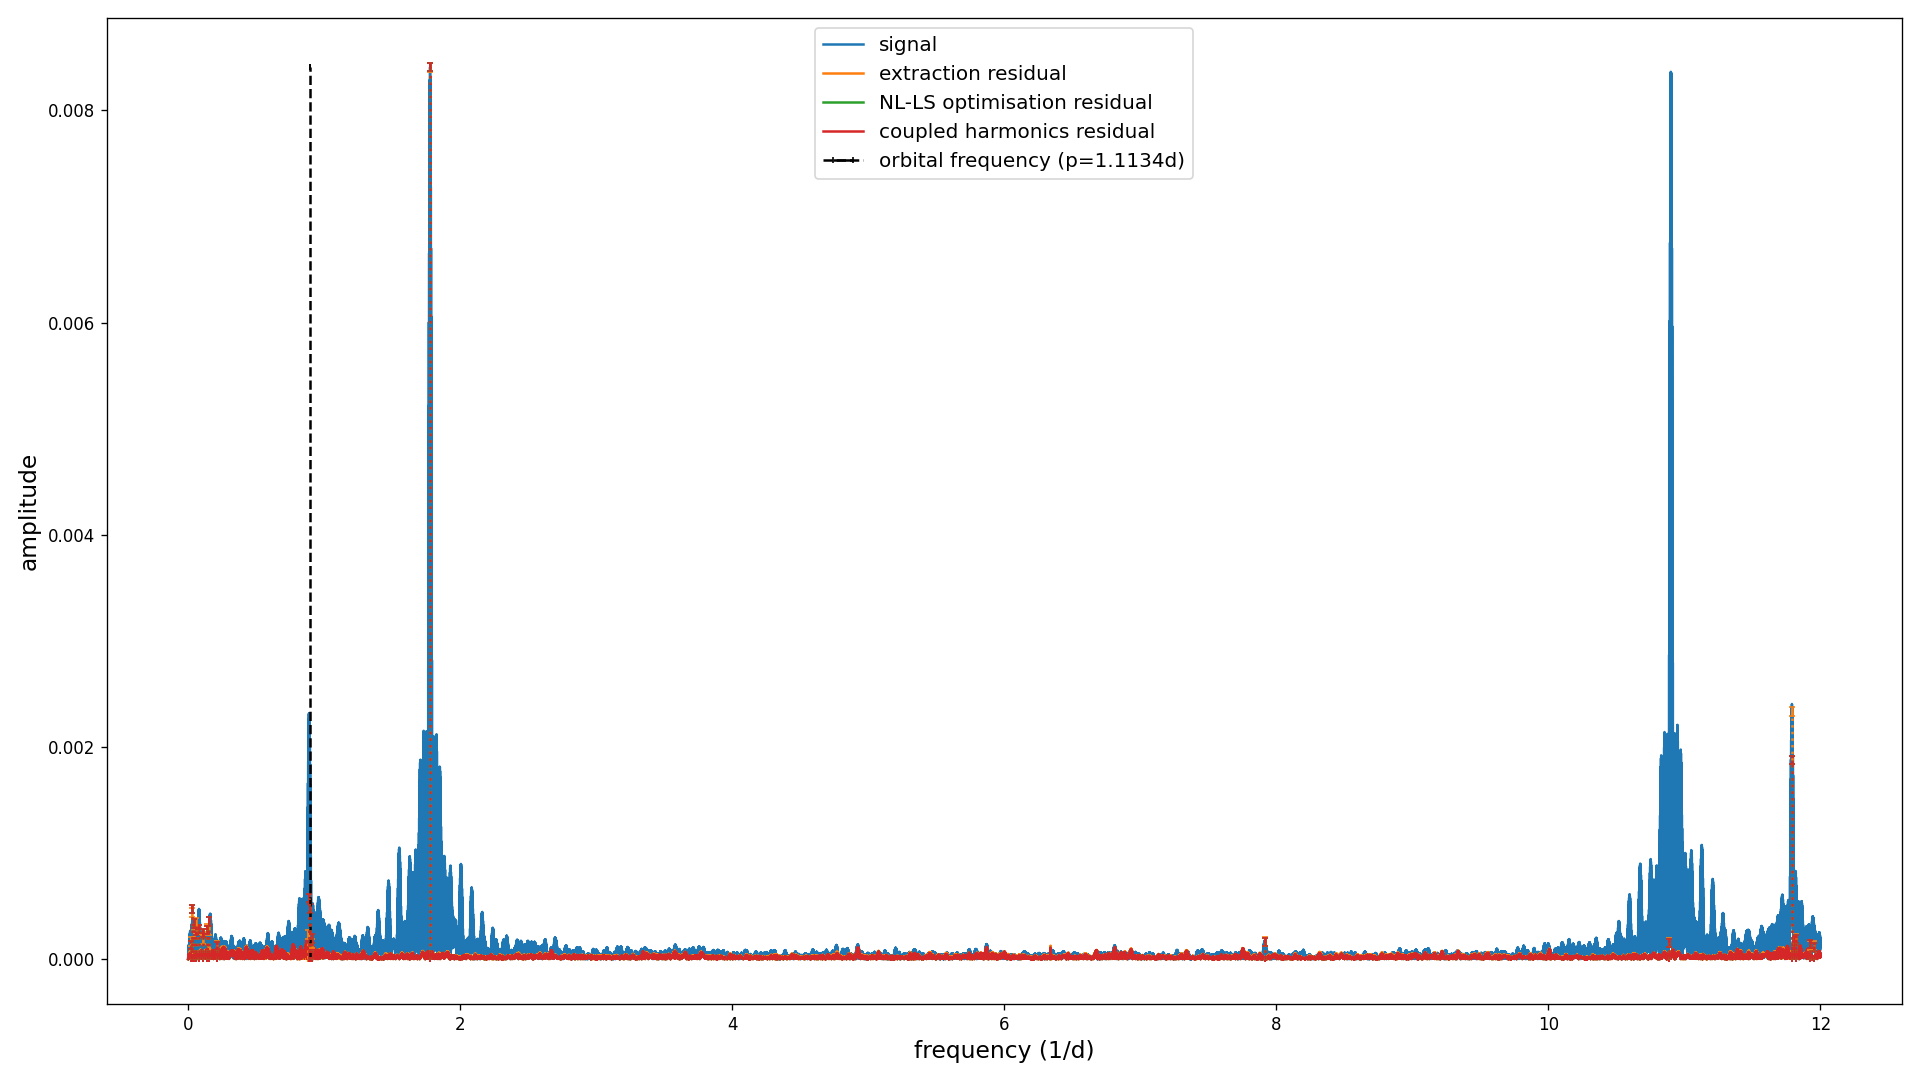 signal
extraction residual
NL-LS optimisation residual
coupled harmonics residual
orbital frequency (p=1.1134d)
amplitude
0.008
0.006
0.004
0.002
0.000
0 2 4 6 8 10 12
frequency (1/d)